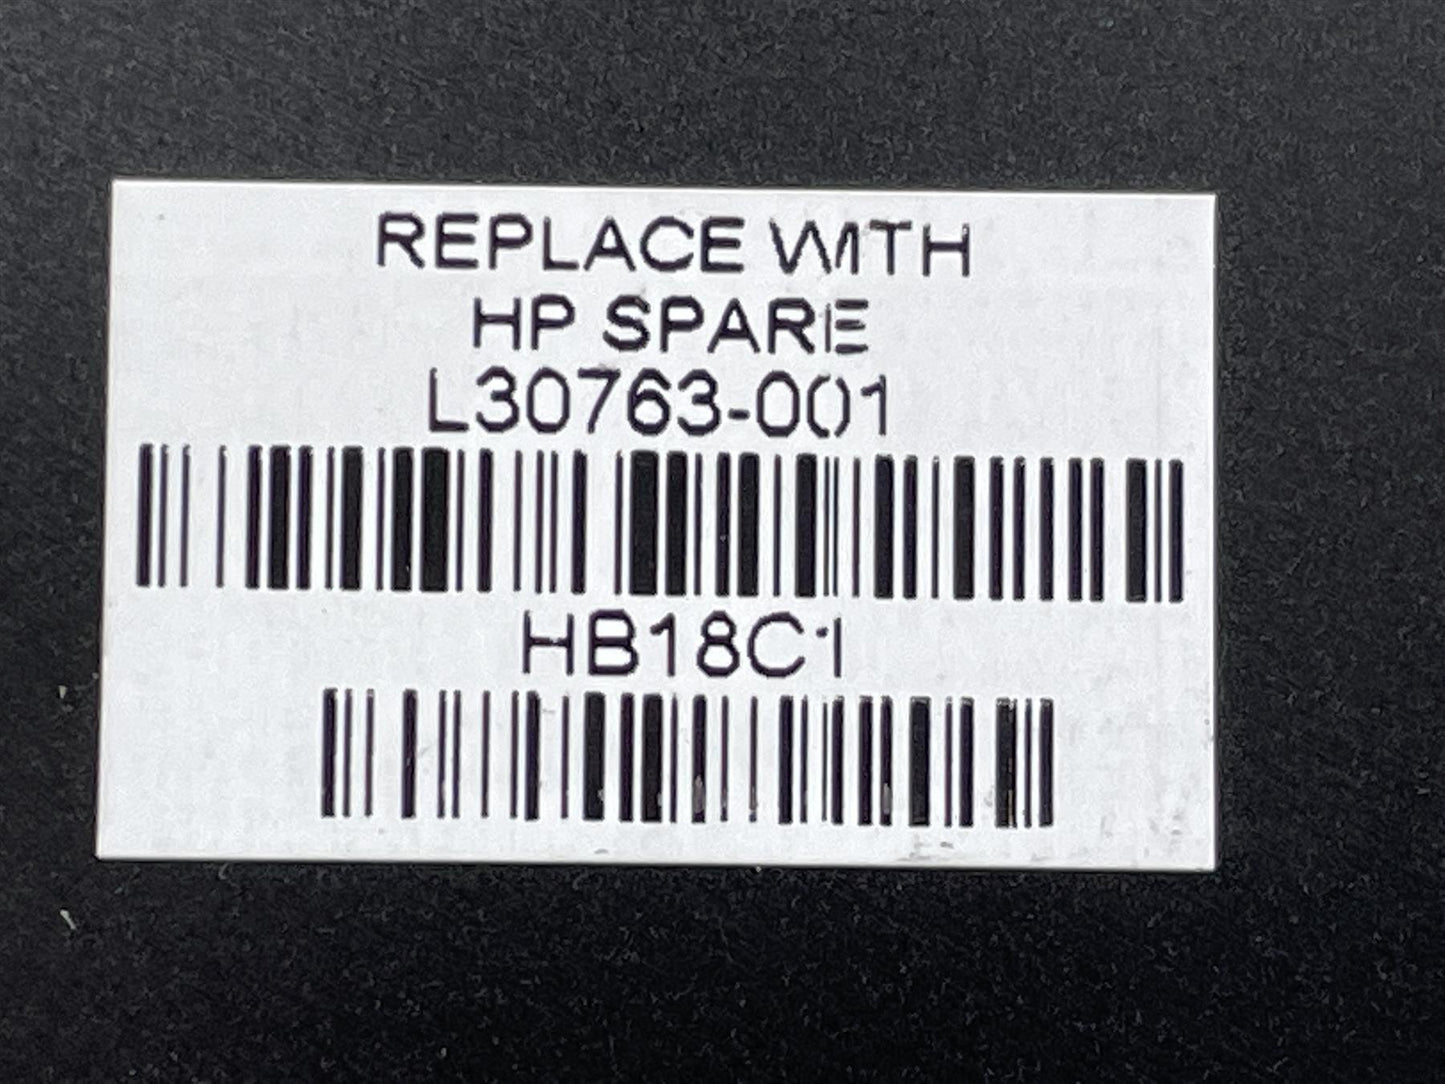 REPLACE WITH
HP SPARE
L30763-001
HB18C1